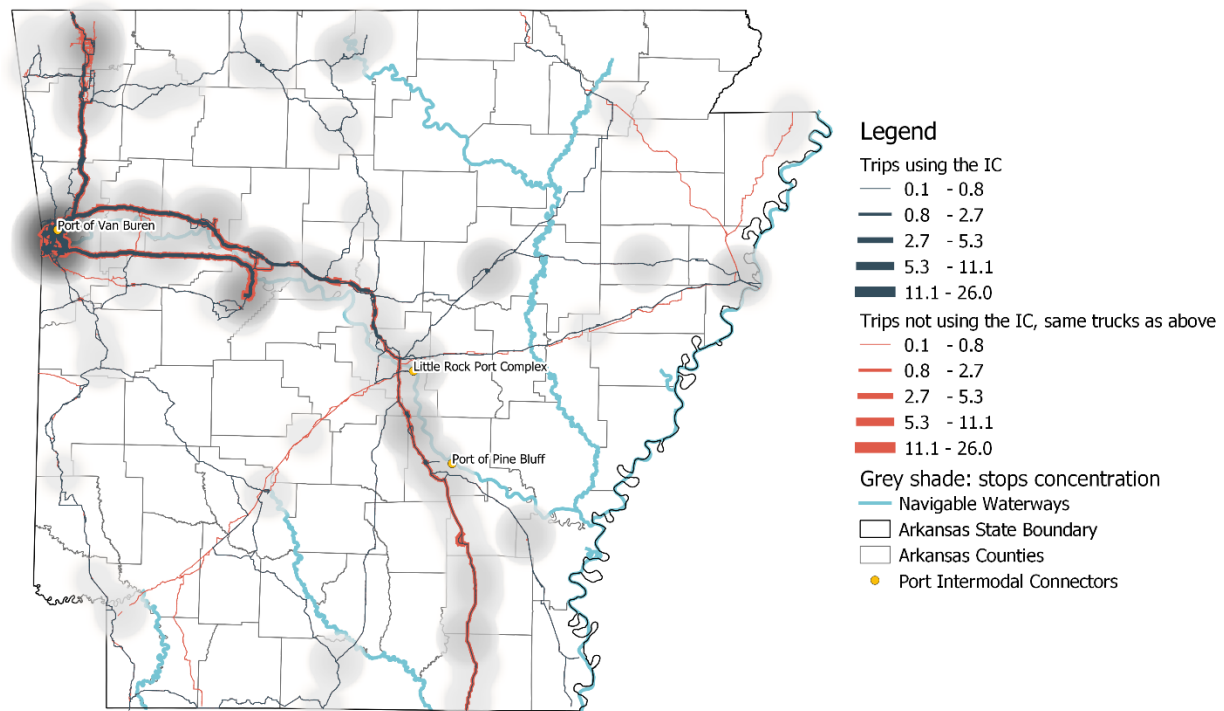 Port of Van Buren
Little Rock Port Complex
Port of Pine Bluff
Legend
Trips using the IC
0.1 - 0.8
0.8 - 2.7
2.7 - 5.3
5.3 - 11.1
11.1 - 26.0
Trips not using the IC, same trucks as above
0.1 - 0.8
0.8 - 2.7
2.7 - 5.3
5.3 - 11.1
11.1 - 26.0
Grey shade: stops concentration
Navigable Waterways
Arkansas State Boundary
Arkansas Counties
Port Intermodal Connectors